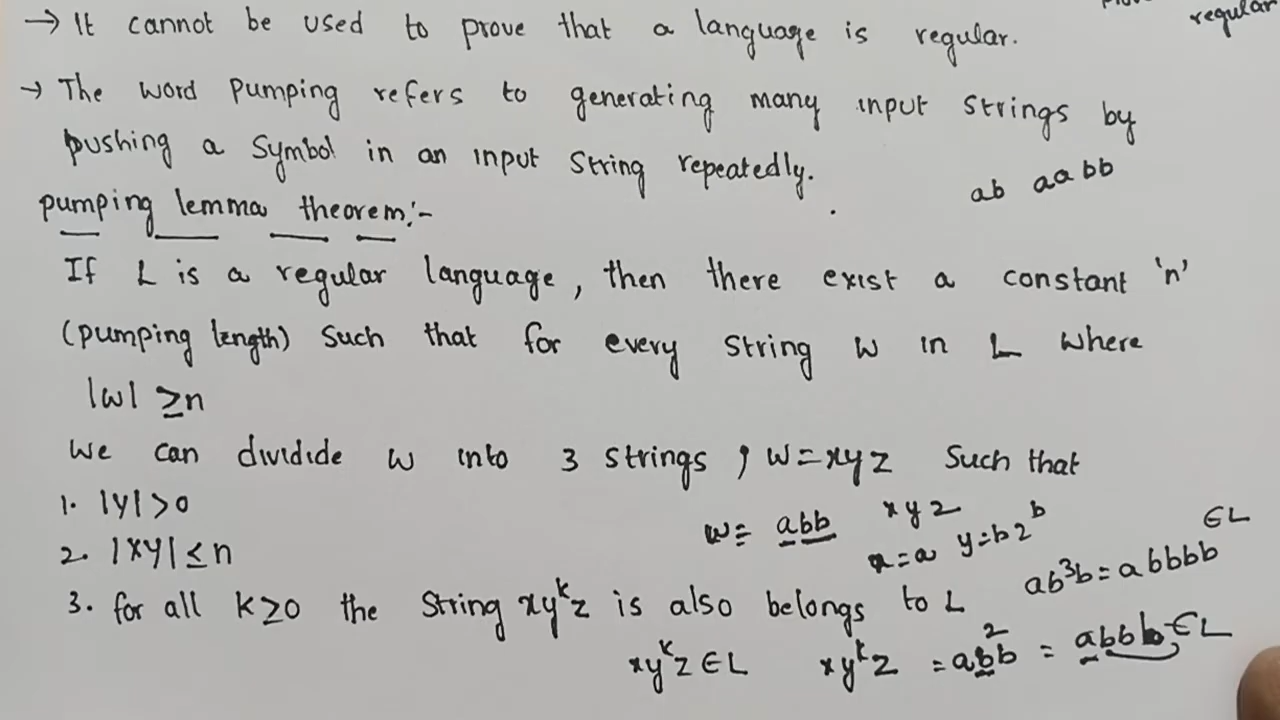 regular
→ It cannot be used to prove that a language is regular.
→ The word pumping refers to generating many input strings by
pushing a symbol in an input string repeatedly.
ab aabb
pumping lemma theorem:-
If L is a regular language, then there exist a constant 'n'
(pumping length) such that for every string w in L where
|w| ≥n
We can dividide w into 3 strings, w=xyz such that
1. |y|>0
2. |xy|≤n
w= abb xyz
x=a y=b z b
ab³b=abbbb ∈L
3. for all k≥0 the string xyᵏz is also belongs to L
xyᵏz∈L xyᵏz =ab²b = abbb∈L